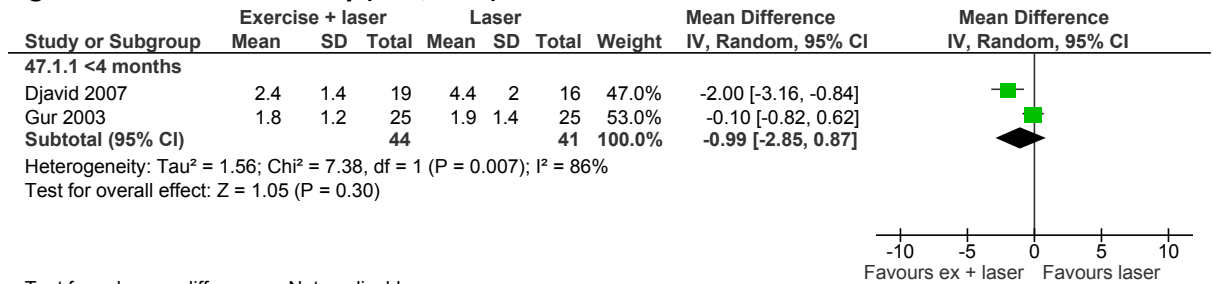 Exercise + laser Laser Mean Difference Mean Difference
Study or Subgroup Mean SD Total Mean SD Total Weight IV, Random, 95% CI IV, Random, 95% CI
47.1.1 <4 months
Djavid 2007 2.4 1.4 19 4.4 2 16 47.0% -2.00 [-3.16, -0.84]
Gur 2003 1.8 1.2 25 1.9 1.4 25 53.0% -0.10 [-0.82, 0.62]
Subtotal (95% CI) 44 41 100.0% -0.99 [-2.85, 0.87]
Heterogeneity: Tau² = 1.56; Chi² = 7.38, df = 1 (P = 0.007); I² = 86%
Test for overall effect: Z = 1.05 (P = 0.30)
-10 -5 0 5 10
Favours ex + laser Favours laser